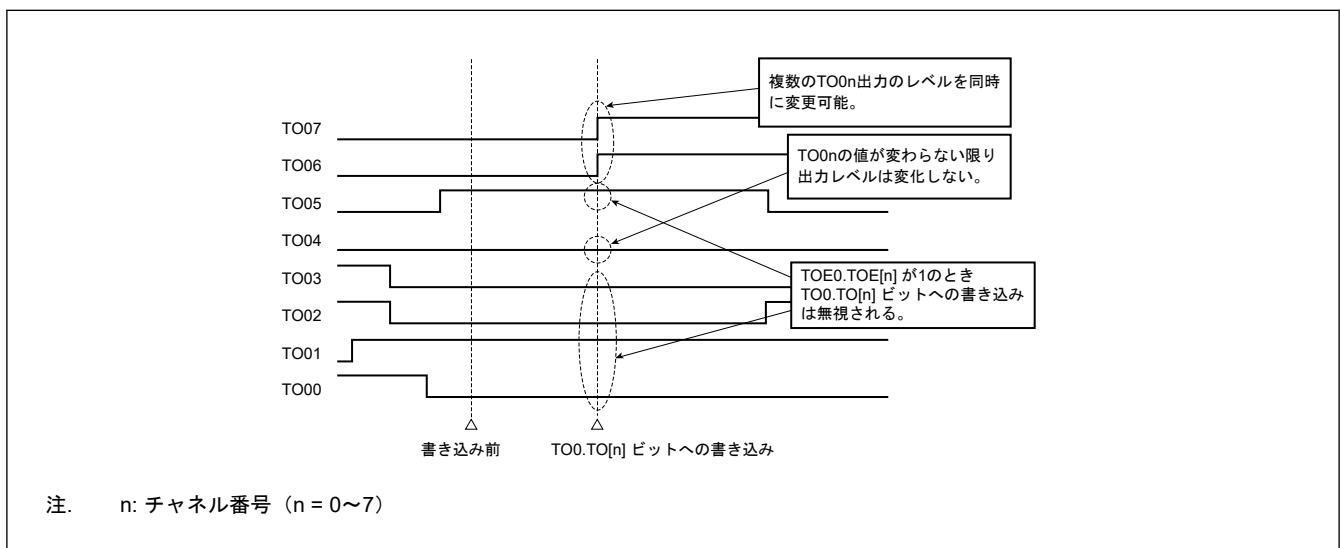 複数のTO0n出力のレベルを同時
に変更可能。
TO07
TO0nの値が変わらない限り
出力レベルは変化しない。
TO06
TO05
TO04
TO03
TOE0.TOE[n] が1のとき
TO0.TO[n] ビットへの書き込み
は無視される。
TO02
TO01
TO00
書き込み前
TO0.TO[n] ビットへの書き込み
注. n: チャネル番号（n = 0～7）